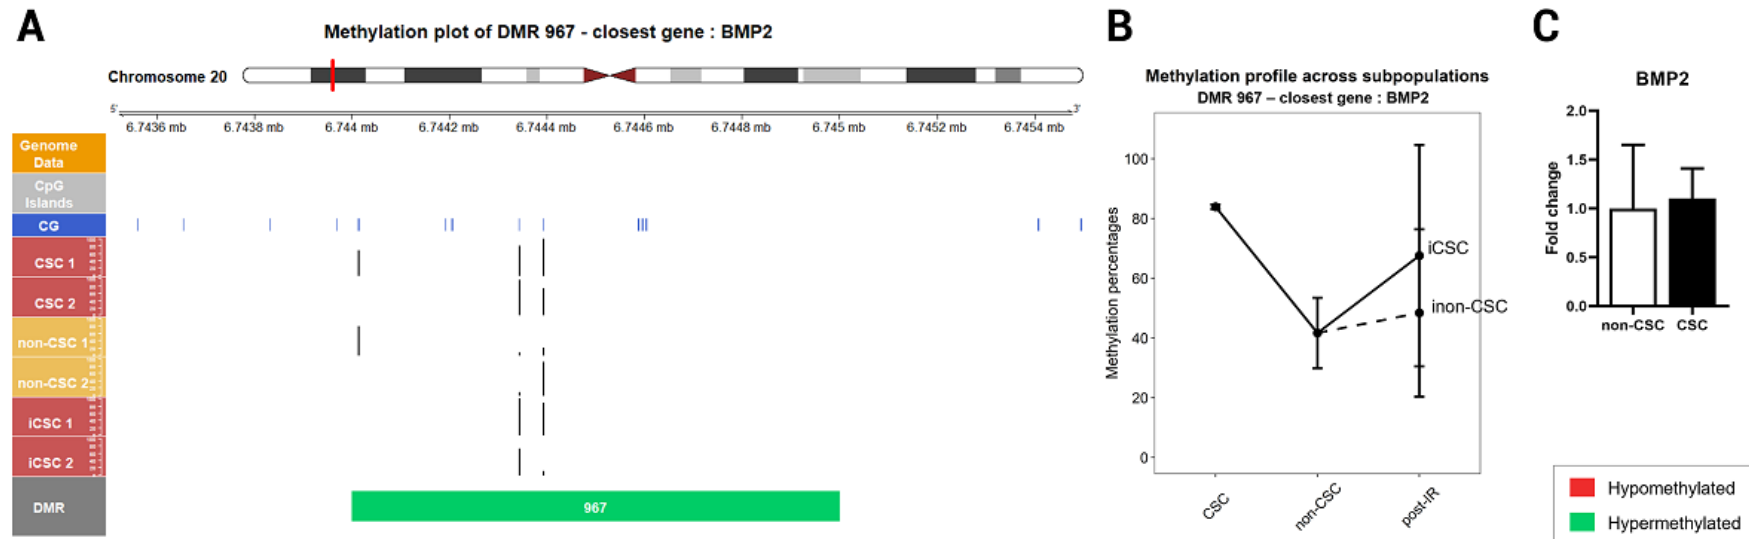 A
Methylation plot of DMR 967 - closest gene : BMP2
Chromosome 20
5' 3'
6.7436 mb 6.7438 mb 6.744 mb 6.7442 mb 6.7444 mb 6.7446 mb 6.7448 mb 6.745 mb 6.7452 mb 6.7454 mb
Genome
Data
CpG
Islands
CG
CSC 1
CSC 2
non-CSC 1
non-CSC 2
iCSC 1
iCSC 2
DMR
967
B
Methylation profile across subpopulations
DMR 967 – closest gene : BMP2
Methylation percentages
100
80
60
40
20
0
iCSC
inon-CSC
CSC
non-CSC
post-IR
C
BMP2
Fold change
2.0
1.5
1.0
0.5
0.0
non-CSC CSC
Hypomethylated
Hypermethylated